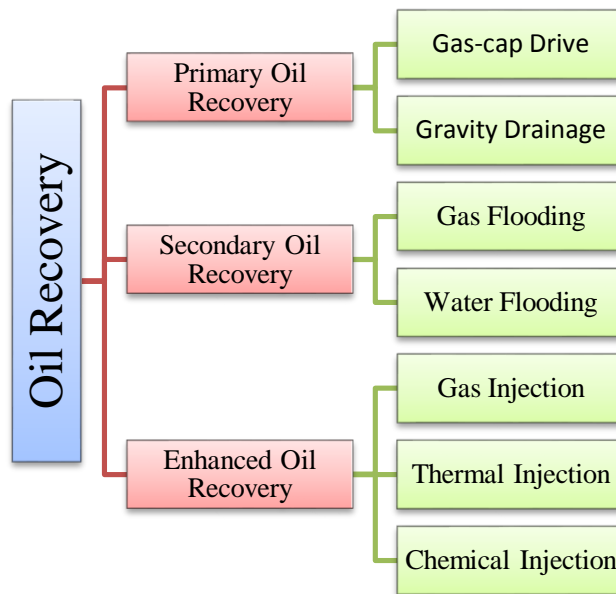 Oil Recovery
Primary Oil
Recovery
Gas-cap Drive
Gravity Drainage
Secondary Oil
Recovery
Gas Flooding
Water Flooding
Enhanced Oil
Recovery
Gas Injection
Thermal Injection
Chemical Injection